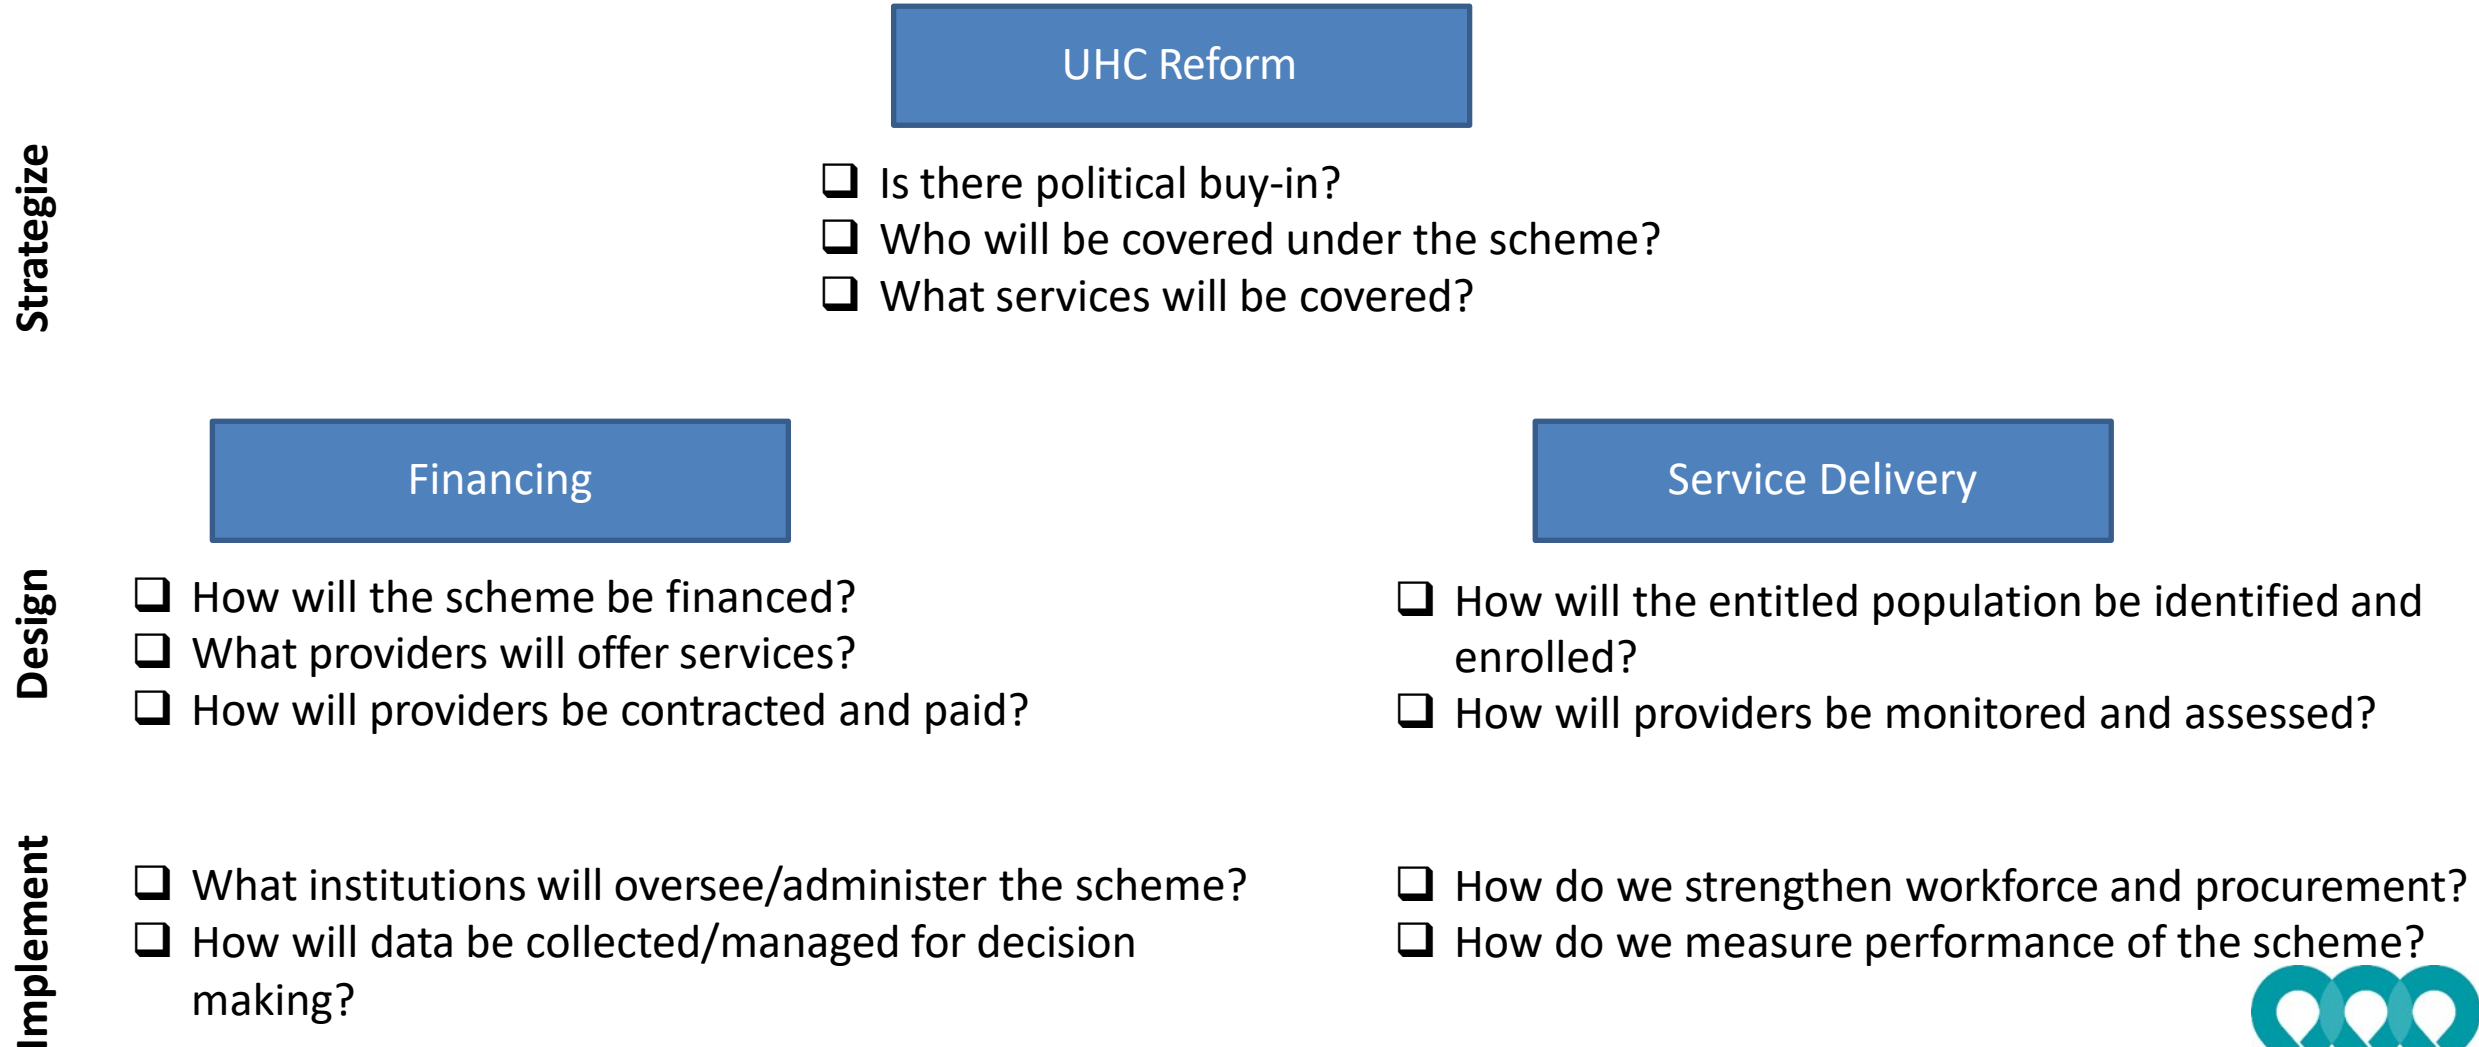 UHC Reform
Strategize
Is there political buy-in?
Who will be covered under the scheme?
What services will be covered?
Financing
Service Delivery
Design
How will the scheme be financed?
What providers will offer services?
How will providers be contracted and paid?
How will the entitled population be identified and
enrolled?
How will providers be monitored and assessed?
Implement
What institutions will oversee/administer the scheme?
How will data be collected/managed for decision
making?
How do we strengthen workforce and procurement?
How do we measure performance of the scheme?